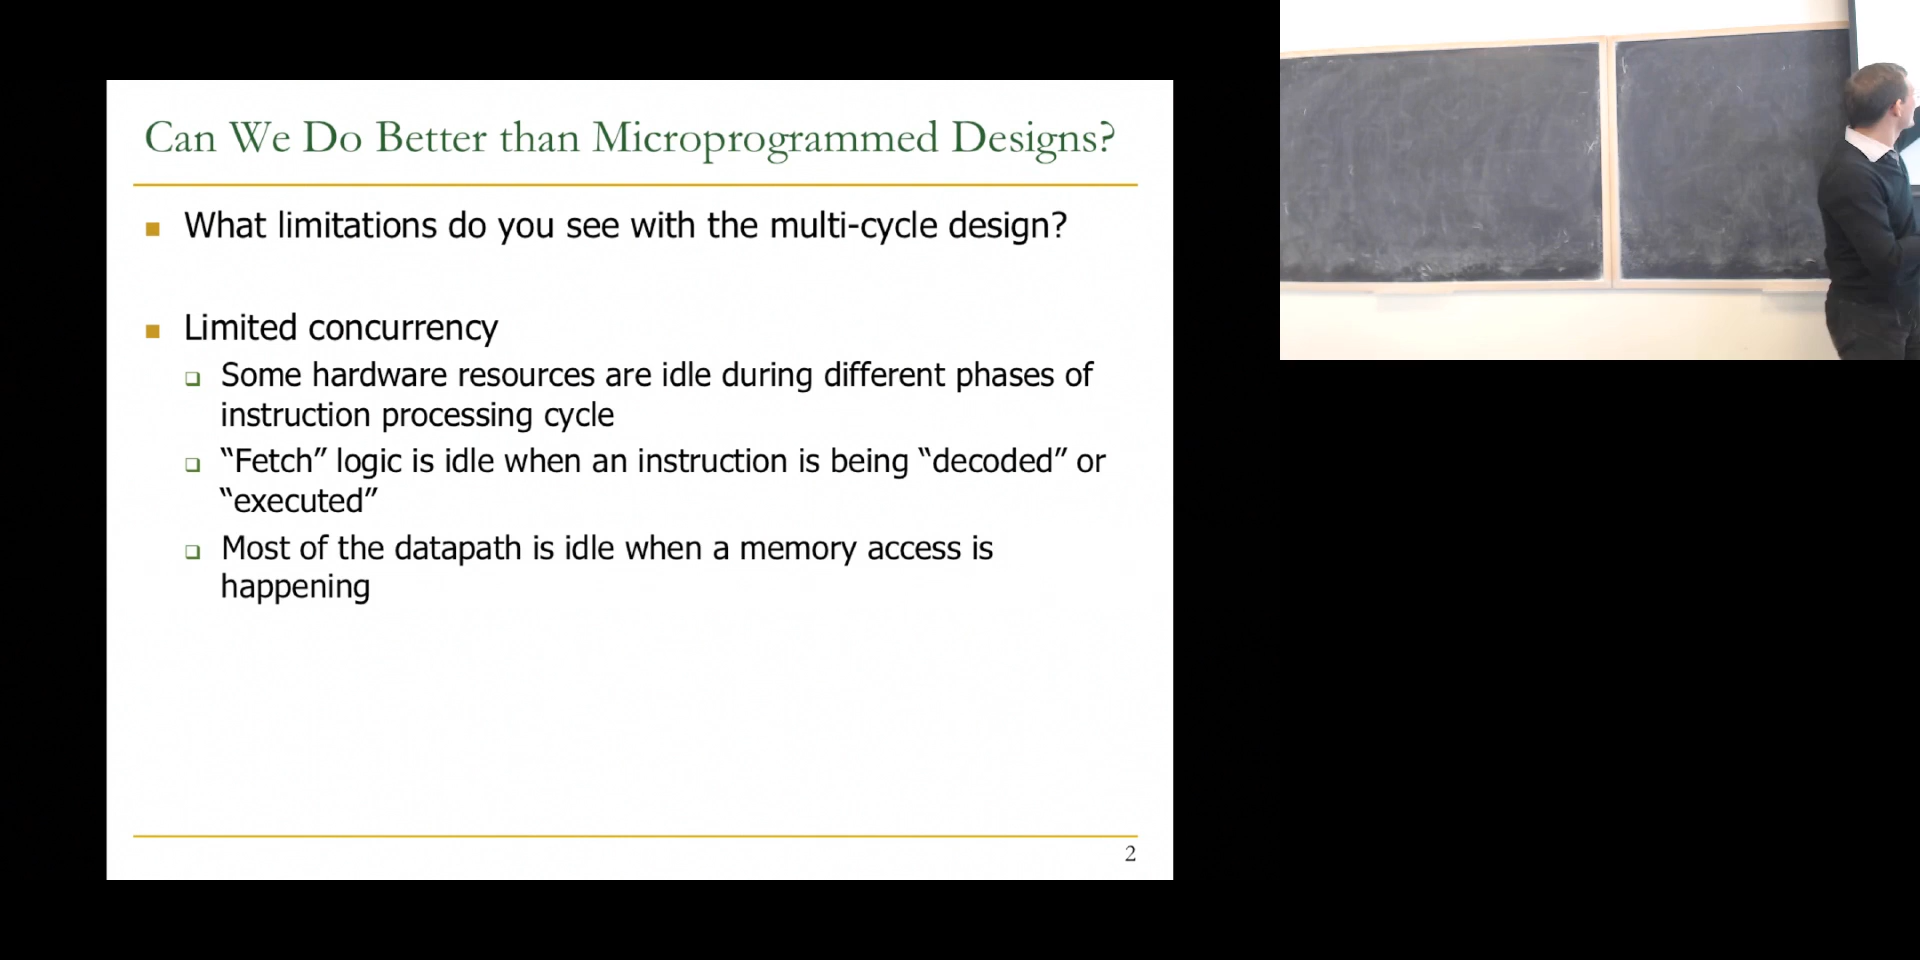 Can We Do Better than Microprogrammed Designs?
What limitations do you see with the multi-cycle design?
Limited concurrency
Some hardware resources are idle during different phases of
instruction processing cycle
“Fetch” logic is idle when an instruction is being “decoded” or
“executed”
Most of the datapath is idle when a memory access is
happening
2